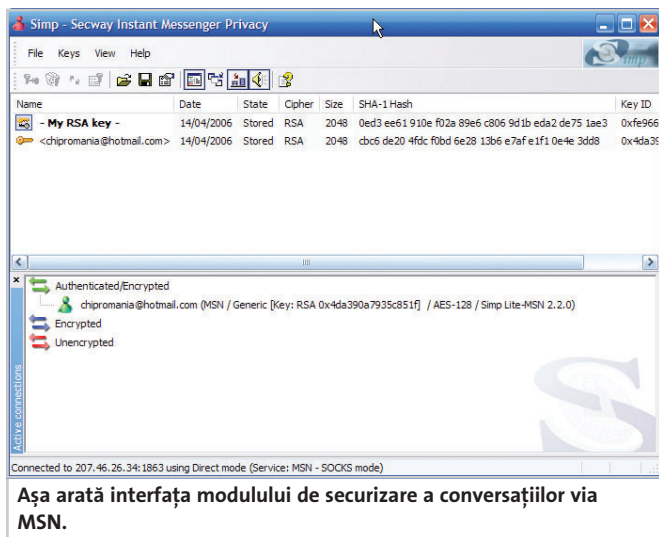 Simp - Secway Instant Messenger Privacy
File Keys View Help
Simp
Name Date State Cipher Size SHA-1 Hash Key ID
- My RSA key - 14/04/2006 Stored RSA 2048 0ed3 ee61 910e f02a 89e6 c806 9d1b eda2 de75 1ae3 0xfe966
<chipromania@hotmail.com> 14/04/2006 Stored RSA 2048 cbc6 de20 4fdc f0bd 6e28 13b6 e7af e1f1 0e4e 3dd8 0x4da39
Authenticated/Encrypted
chipromania@hotmail.com (MSN / Generic [Key: RSA 0x4da390a7935c851f] / AES-128 / Simp Lite-MSN 2.2.0)
Encrypted
Unencrypted
Active connections
Connected to 207.46.26.34:1863 using Direct mode (Service: MSN - SOCKS mode)
Așa arată interfața modulului de securizare a conversațiilor via
MSN.